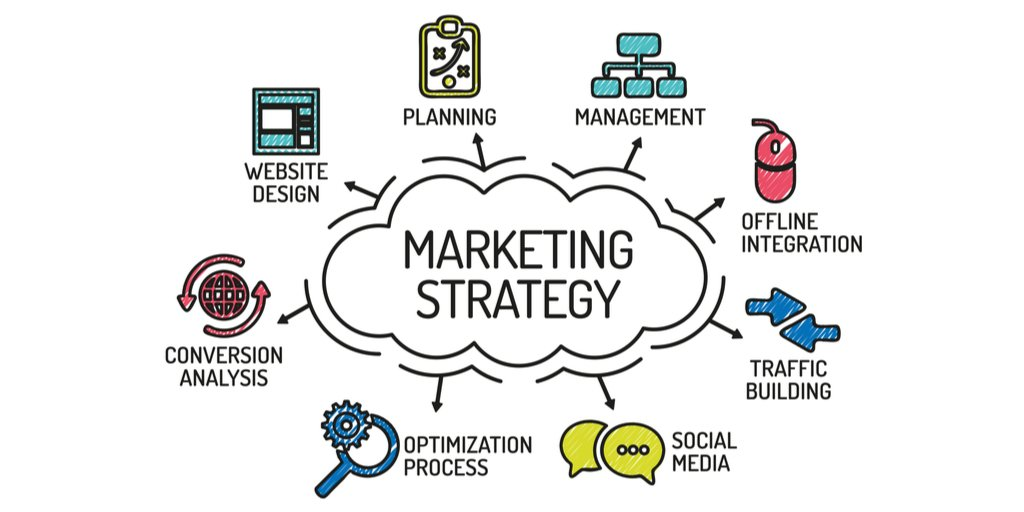 PLANNING
MANAGEMENT
WEBSITE
DESIGN
OFFLINE
INTEGRATION
MARKETING
STRATEGY
CONVERSION
ANALYSIS
TRAFFIC
BUILDING
OPTIMIZATION
PROCESS
SOCIAL
MEDIA